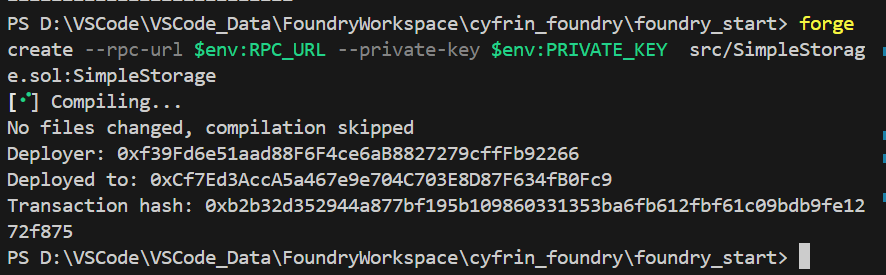 PS D:\VSCode\VSCode_Data\FoundryWorkspace\cyfrin_foundry\foundry_start> forge
create --rpc-url $env:RPC_URL --private-key $env:PRIVATE_KEY  src/SimpleStorag
e.sol:SimpleStorage
[⠊] Compiling...
No files changed, compilation skipped
Deployer: 0xf39Fd6e51aad88F6F4ce6aB8827279cffFb92266
Deployed to: 0xCf7Ed3AccA5a467e9e704C703E8D87F634fB0Fc9
Transaction hash: 0xb2b32d352944a877bf195b109860331353ba6fb612fbf61c09bdb9fe12
72f875
PS D:\VSCode\VSCode_Data\FoundryWorkspace\cyfrin_foundry\foundry_start>